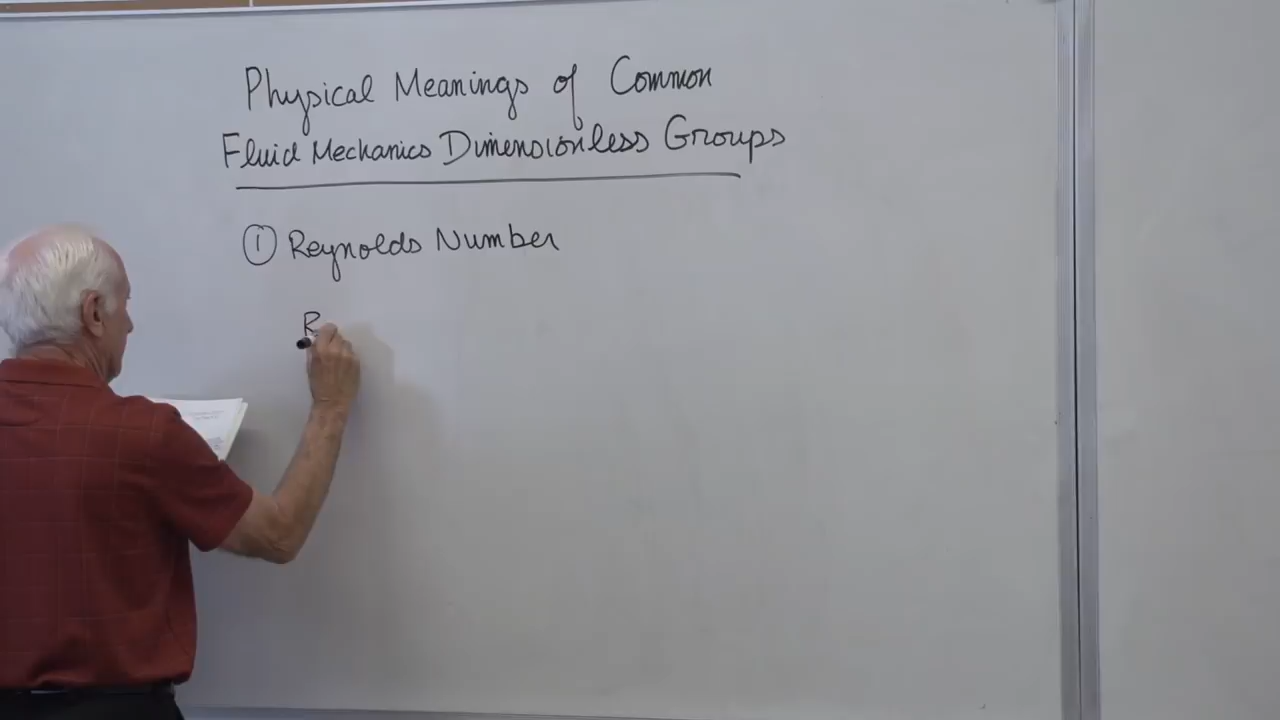 Physical Meanings of Common
Fluid Mechanics Dimensionless Groups
① Reynolds Number
R